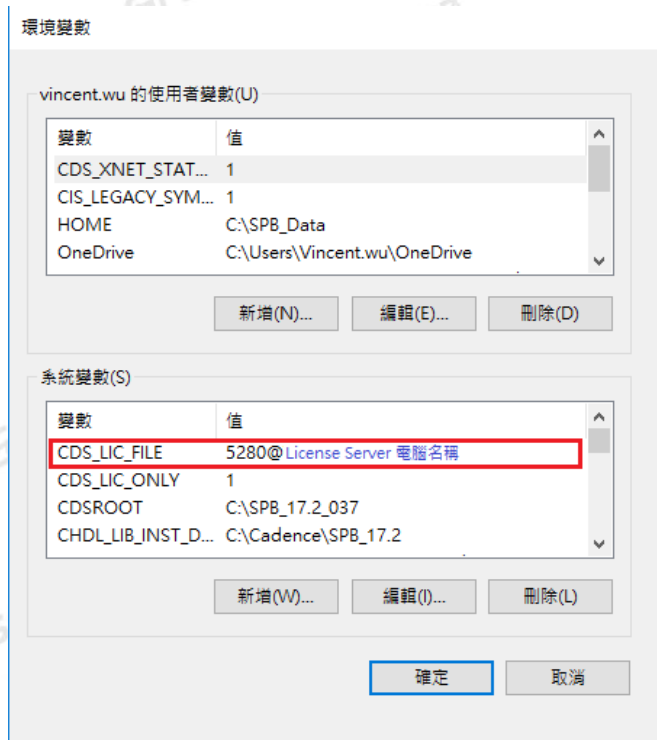 環境變數
vincent.wu 的使用者變數(U)
變數 值
CDS_XNET_STAT... 1
CIS_LEGACY_SYM... 1
HOME C:\SPB_Data
OneDrive C:\Users\Vincent.wu\OneDrive
新增(N)... 編輯(E)... 刪除(D)
系統變數(S)
變數 值
CDS_LIC_FILE 5280@License Server 電腦名稱
CDS_LIC_ONLY 1
CDSROOT C:\SPB_17.2_037
CHDL_LIB_INST_D... C:\Cadence\SPB_17.2
新增(W)... 編輯(I)... 刪除(L)
確定 取消